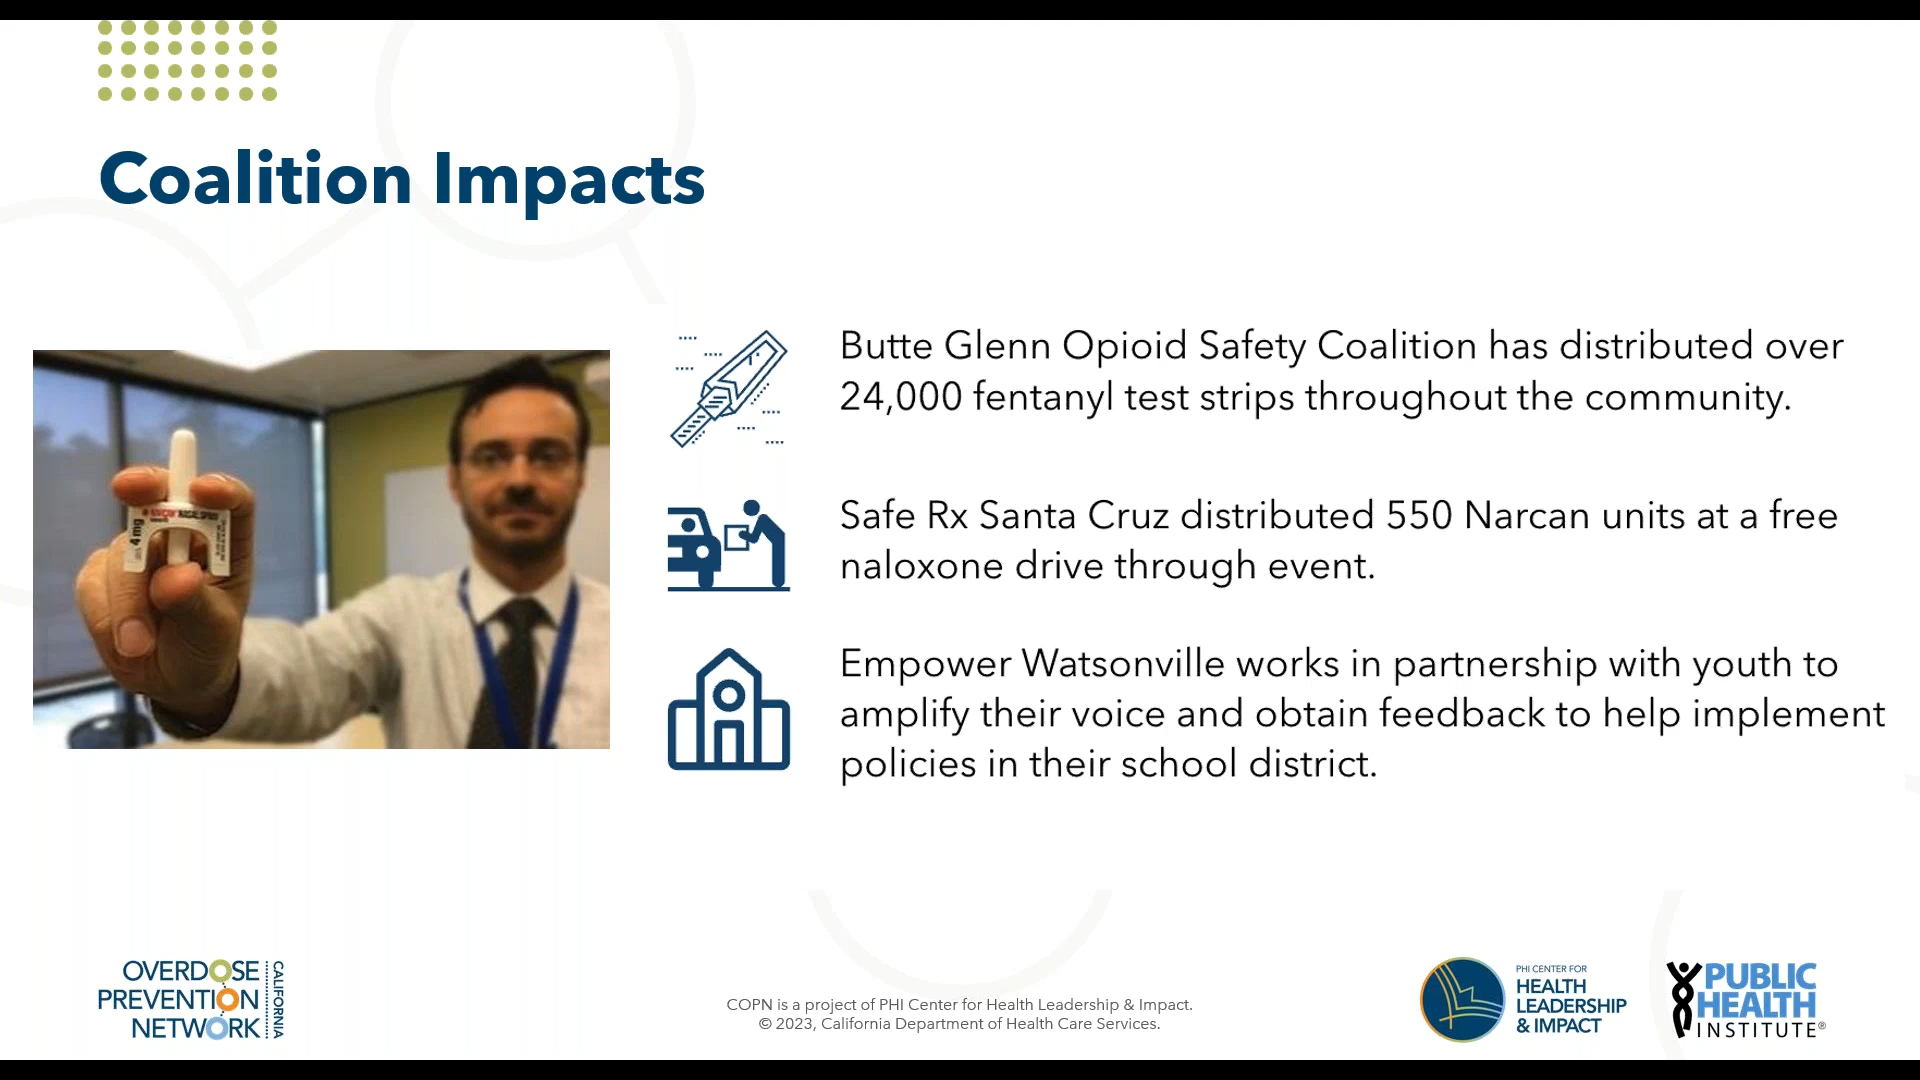 Coalition Impacts
Butte Glenn Opioid Safety Coalition has distributed over
24,000 fentanyl test strips throughout the community.
Safe Rx Santa Cruz distributed 550 Narcan units at a free
naloxone drive through event.
Empower Watsonville works in partnership with youth to
amplify their voice and obtain feedback to help implement
policies in their school district.
NASAL SPRAY
4 mg
OVERDOSE
PREVENTION
NETWORK
CALIFORNIA
COPN is a project of PHI Center for Health Leadership & Impact.
© 2023, California Department of Health Care Services.
PHI CENTER FOR
HEALTH
LEADERSHIP
& IMPACT
PUBLIC
HEALTH
INSTITUTE®